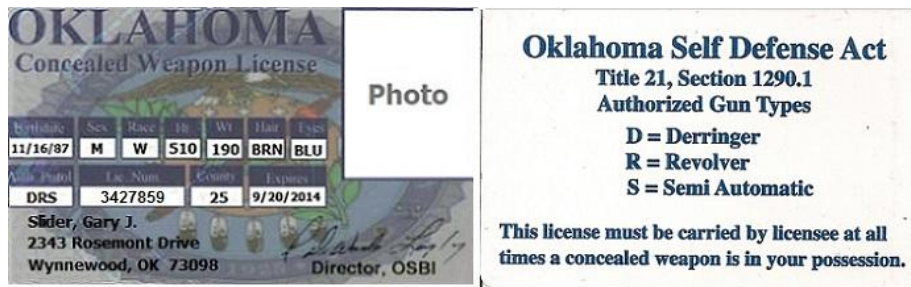 OKLAHOMA
Concealed Weapon License
Photo
Birthdate Sex Race Ht Wt Hair Eyes
11/16/87 M W 510 190 BRN BLU
Auth. Pistol Lic. Num County Expires
DRS 3427859 25 9/20/2014
Slider, Gary J.
2343 Rosemont Drive
Wynnewood, OK 73098
Director, OSBI
Oklahoma Self Defense Act
Title 21, Section 1290.1
Authorized Gun Types
D = Derringer
R = Revolver
S = Semi Automatic
This license must be carried by licensee at all
times a concealed weapon is in your possession.